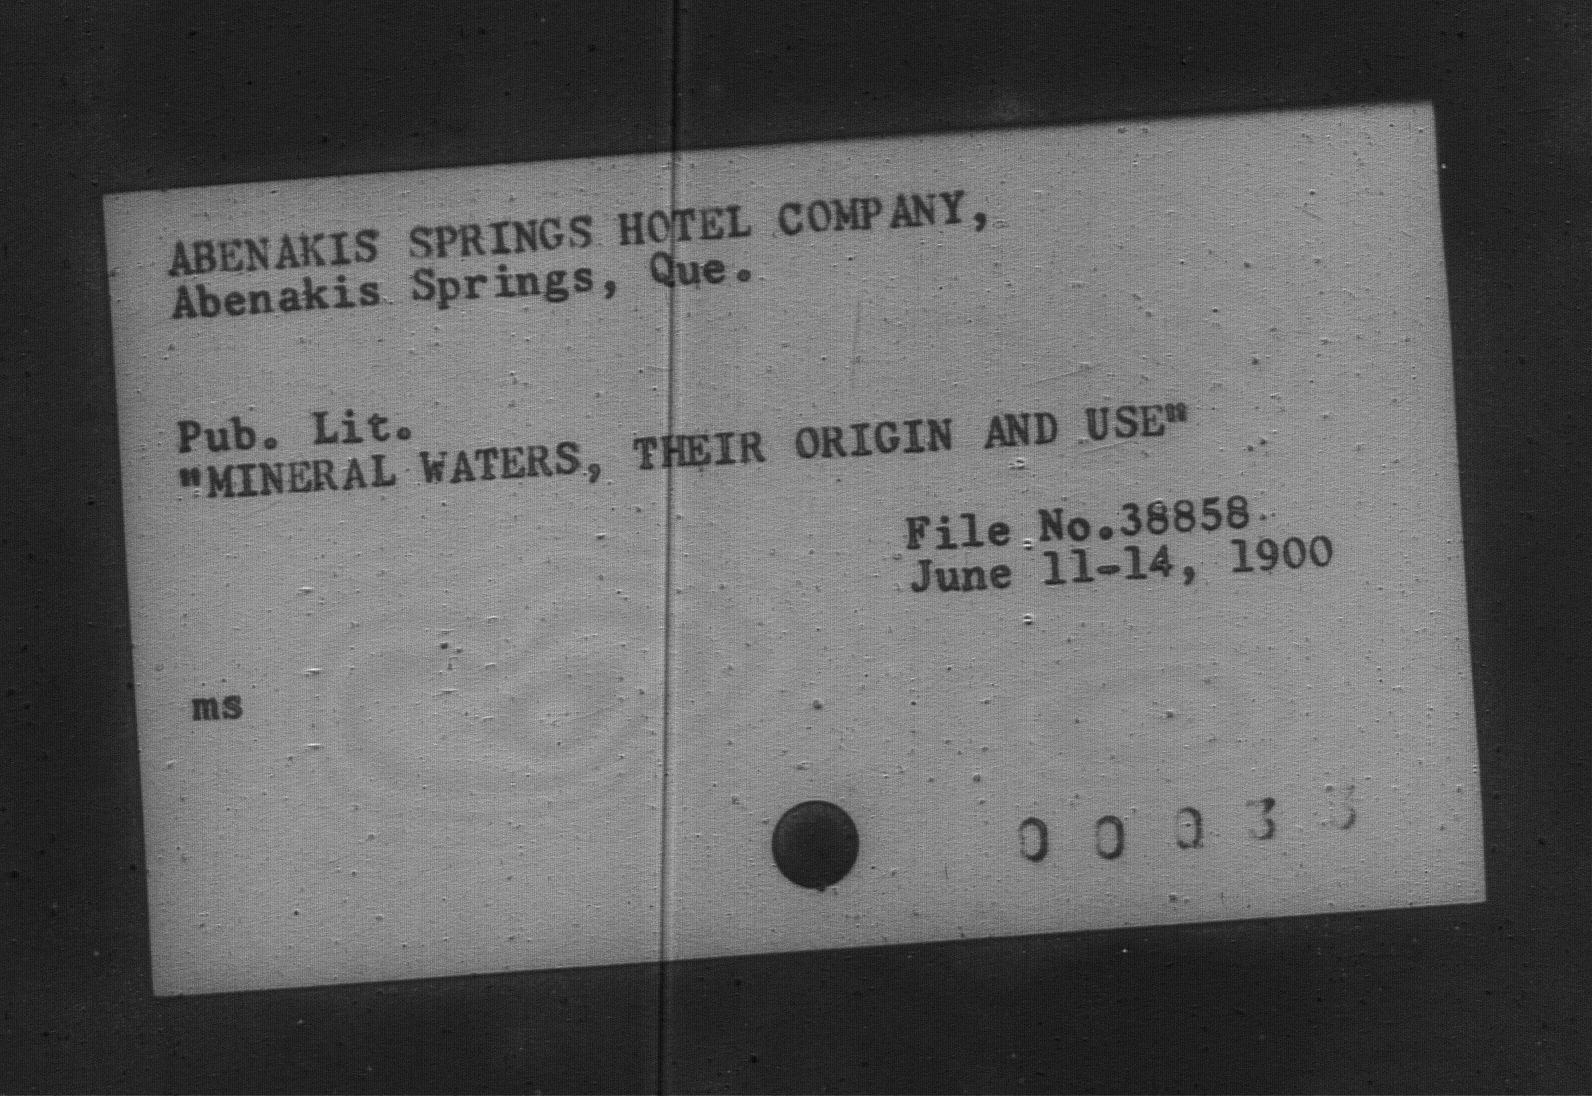 ABENAKIS SPRINGS HOTEL COMPANY,
Abenakis Springs, Que.
Pub. Lit.
"MINERAL WATERS, THEIR ORIGIN AND USE"
File No.38858
June 11-14, 1900
ms
0 0 0 3 3